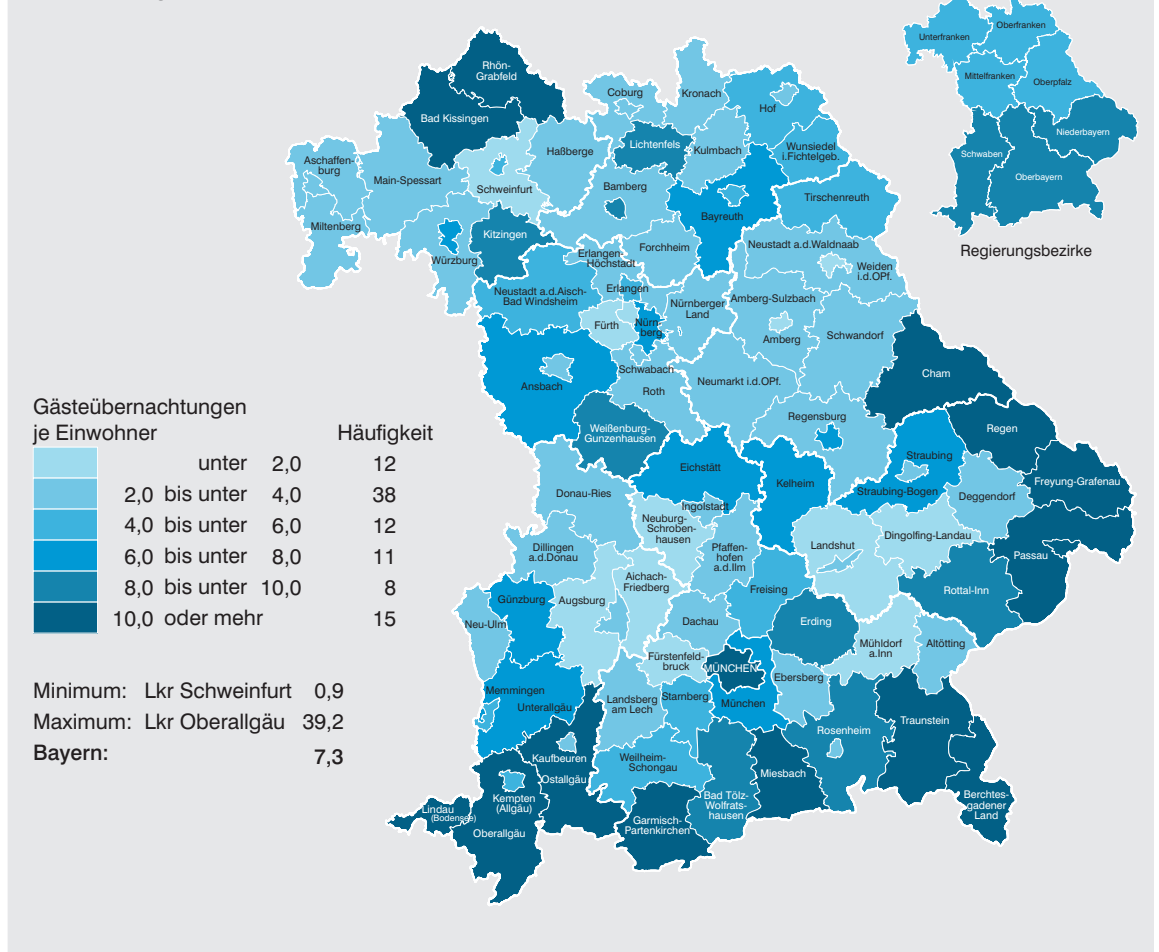 Rhön-
Grabfeld
Bad Kissingen
Coburg
Kronach
Hof
Lichtenfels
Kulmbach
Wunsiedel
i.Fichtelgeb.
Aschaffen-
burg
Main-Spessart
Schweinfurt
Haßberge
Bamberg
Bayreuth
Tirschenreuth
Miltenberg
Würzburg
Kitzingen
Erlangen-
Höchstadt
Forchheim
Neustadt a.d.Waldnaab
Weiden
i.d.OPf.
Neustadt a.d.Aisch-
Bad Windsheim
Erlangen
Fürth
Nürn-
berg
Nürnberger
Land
Amberg-Sulzbach
Amberg
Schwandorf
Ansbach
Schwabach
Roth
Neumarkt i.d.OPf.
Cham
Weißenburg-
Gunzenhausen
Regensburg
Regen
Eichstätt
Kelheim
Straubing
Straubing-Bogen
Freyung-Grafenau
Deggendorf
Donau-Ries
Ingolstadt
Neuburg-
Schroben-
hausen
Pfaffen-
hofen
a.d.Ilm
Landshut
Dingolfing-Landau
Passau
Dillingen
a.d.Donau
Aichach-
Friedberg
Freising
Rottal-Inn
Günzburg
Augsburg
Neu-Ulm
Dachau
Erding
Mühldorf
a.Inn
Altötting
Fürstenfeld-
bruck
MÜNCHEN
Ebersberg
Memmingen
Unterallgäu
Landsberg
am Lech
Starnberg
München
Rosenheim
Traunstein
Kaufbeuren
Ostallgäu
Weilheim-
Schongau
Bad Tölz-
Wolfrats-
hausen
Miesbach
Berchtes-
gadener
Land
Lindau
(Bodensee)
Kempten
(Allgäu)
Oberallgäu
Garmisch-
Partenkirchen
Unterfranken
Oberfranken
Mittelfranken
Oberpfalz
Niederbayern
Schwaben
Oberbayern
Regierungsbezirke
Gästeübernachtungen
je Einwohner Häufigkeit
unter 2,0 12
2,0 bis unter 4,0 38
4,0 bis unter 6,0 12
6,0 bis unter 8,0 11
8,0 bis unter 10,0 8
10,0 oder mehr 15
Minimum: Lkr Schweinfurt 0,9
Maximum: Lkr Oberallgäu 39,2
Bayern: 7,3